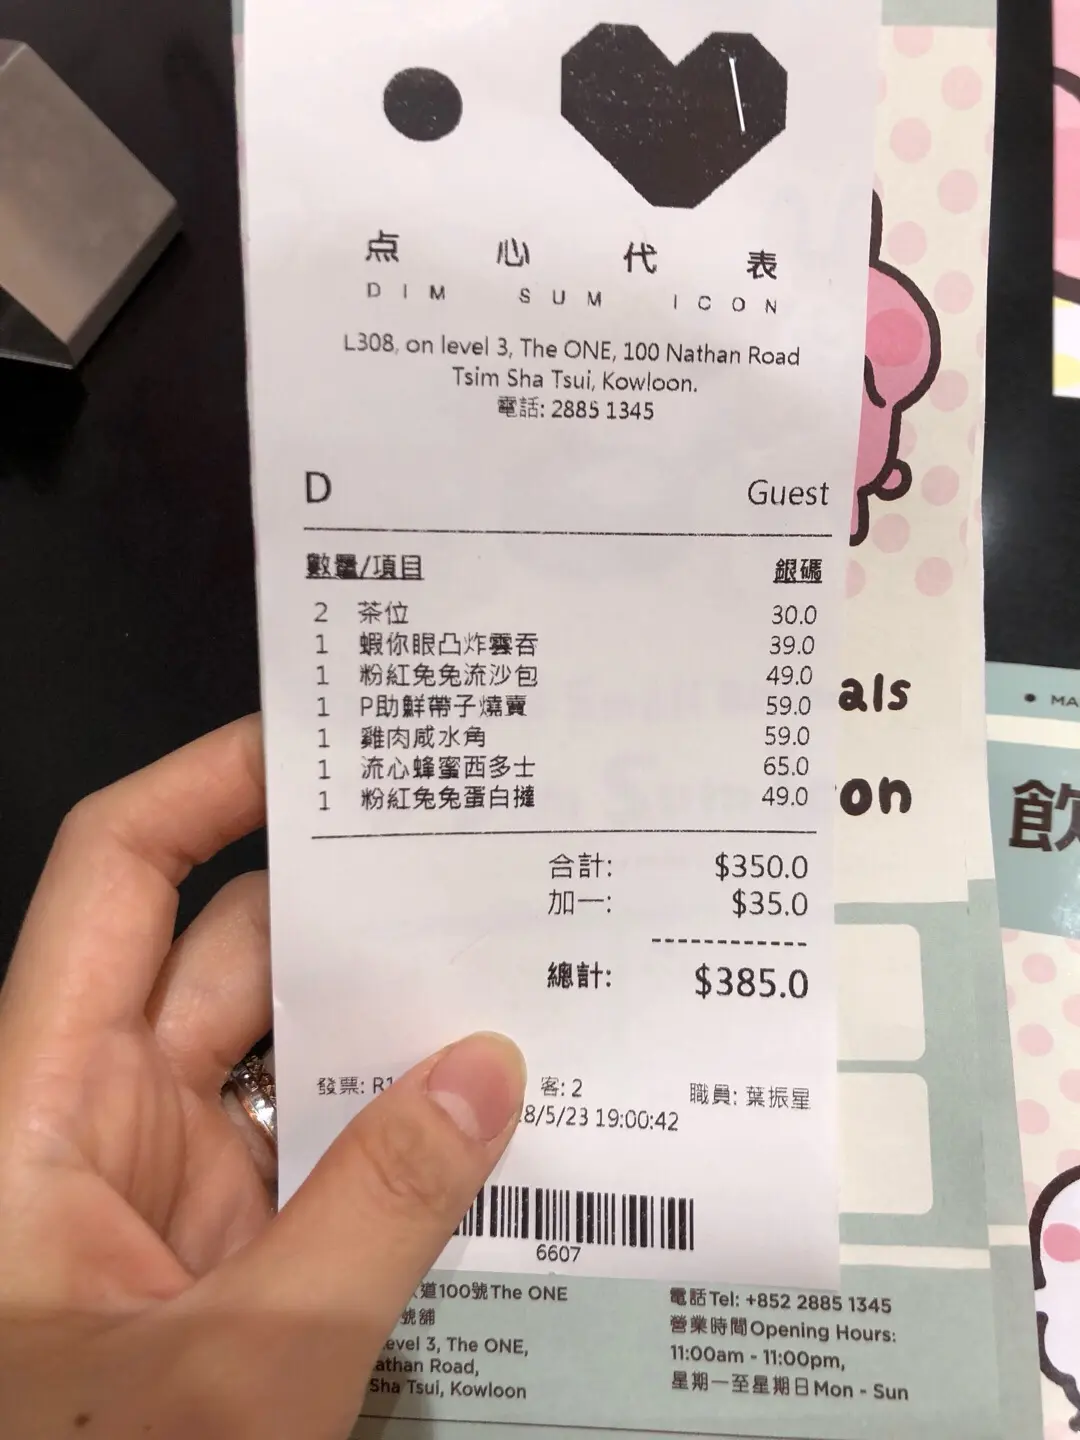 点心代表
DIM SUM ICON
L308, on level 3, The ONE, 100 Nathan Road
Tsim Sha Tsui, Kowloon.
電話: 2885 1345
D Guest
數量/項目 銀碼
2 茶位 30.0
1 蝦你眼凸炸雲吞 39.0
1 粉紅兔兔流沙包 49.0
1 P助鮮帶子燒賣 59.0
1 雞肉咸水角 59.0
1 流心蜂蜜西多士 65.0
1 粉紅兔兔蛋白撻 49.0
合計: $350.0
加一: $35.0
總計: $385.0
發票: R1 客: 2 職員: 葉振星
18/5/23 19:00:42
6607
als
on
MA
飲
道100號The ONE
號舖
Level 3, The ONE,
Nathan Road,
Sha Tsui, Kowloon
電話Tel: +852 2885 1345
營業時間Opening Hours:
11:00am - 11:00pm,
星期一至星期日Mon - Sun